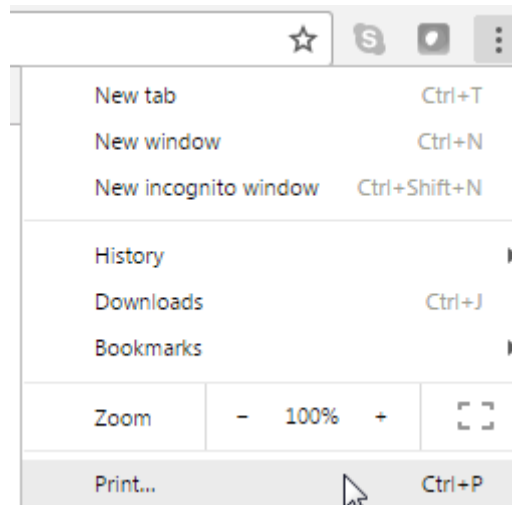 S
New tab Ctrl+T
New window Ctrl+N
New incognito window Ctrl+Shift+N
History
Downloads Ctrl+J
Bookmarks
Zoom - 100% +
Print... Ctrl+P